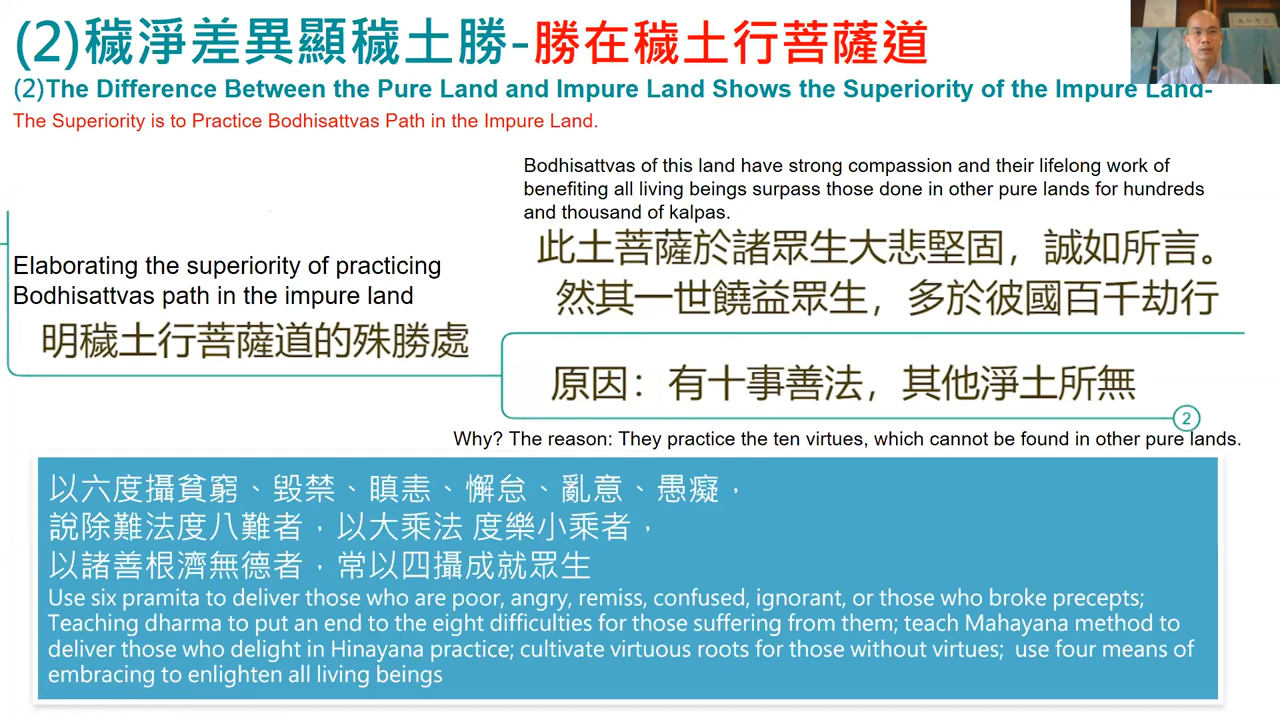 (2)穢淨差異顯穢土勝-勝在穢土行菩薩道
(2)The Difference Between the Pure Land and Impure Land Shows the Superiority of the Impure Land-
The Superiority is to Practice Bodhisattvas Path in the Impure Land.
Bodhisattvas of this land have strong compassion and their lifelong work of
benefiting all living beings surpass those done in other pure lands for hundreds
and thousand of kalpas.
此土菩薩於諸眾生大悲堅固，誠如所言。
然其一世饒益眾生，多於彼國百千劫行
Elaborating the superiority of practicing
Bodhisattvas path in the impure land
明穢土行菩薩道的殊勝處
原因：有十事善法，其他淨土所無
2
Why? The reason: They practice the ten virtues, which cannot be found in other pure lands.
以六度攝貧窮、毀禁、瞋恚、懈怠、亂意、愚癡，
說除難法度八難者，以大乘法 度樂小乘者，
以諸善根濟無德者，常以四攝成就眾生
Use six pramita to deliver those who are poor, angry, remiss, confused, ignorant, or those who broke precepts;
Teaching dharma to put an end to the eight difficulties for those suffering from them; teach Mahayana method to
deliver those who delight in Hinayana practice; cultivate virtuous roots for those without virtues; use four means of
embracing to enlighten all living beings